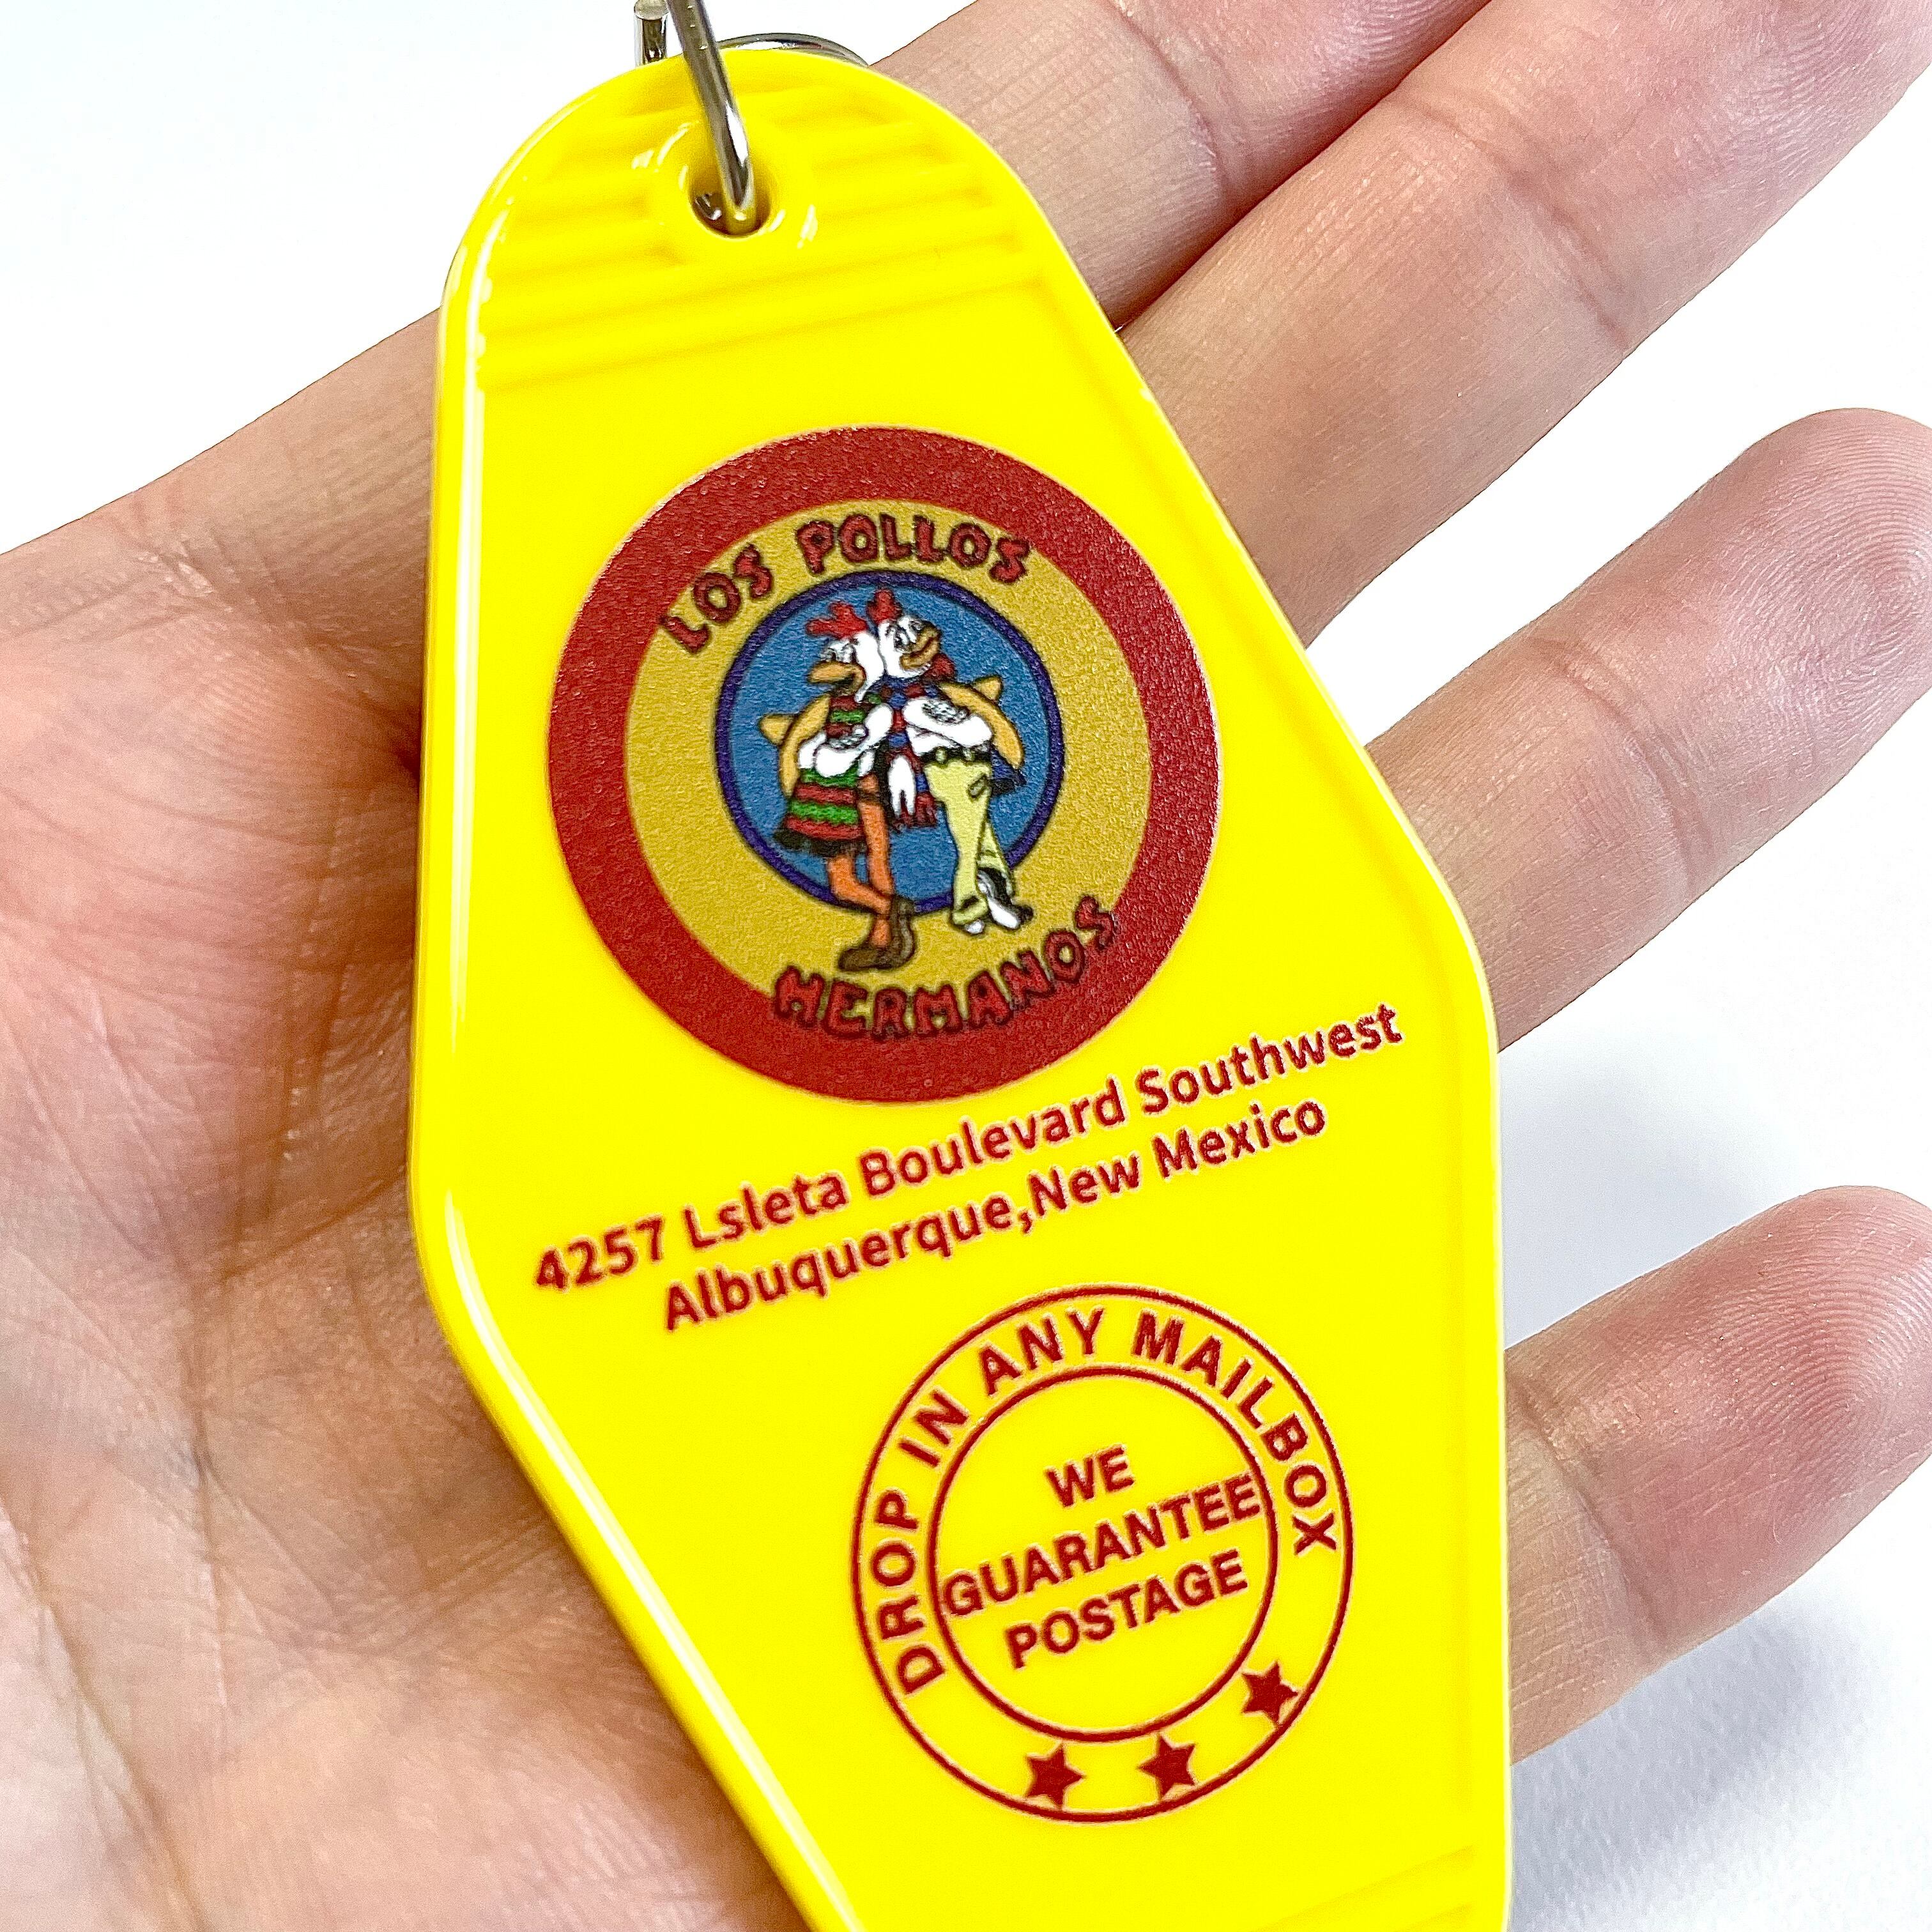 LOS POLLOS
HERMANOS
4257 Lsleta Boulevard Southwest
Albuquerque,New Mexico
DROP IN ANY MAILBOX
WE
GUARANTEE
POSTAGE